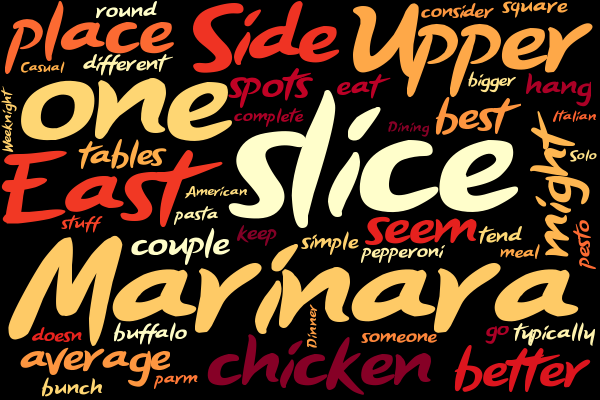 round
place
Side
Upper
consider
square
Casual
different
bigger
hang
Weeknight
one
spots
eat
complete
Dining
best
Italian
slice
might
Solo
tables
East
American
pasta
stuff
keep
couple
simple
seem
pepperoni
tend
meal
pesto
Marinara
doesn
buffalo
Dinner
someone
go
typically
average
parm
bunch
chicken
better